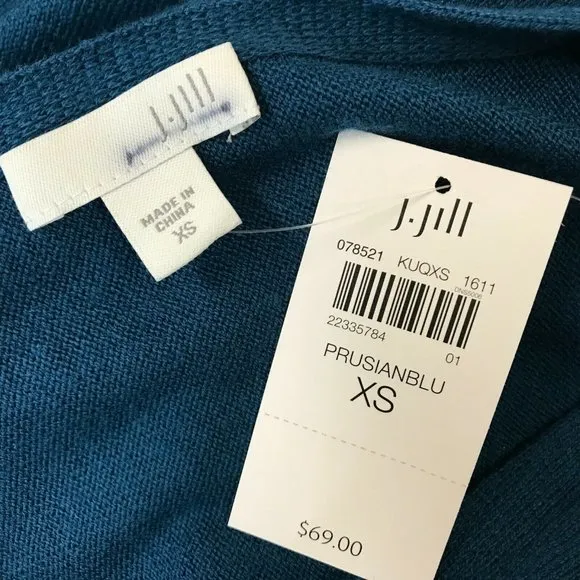 J.Jill
MADE IN
CHINA
XS
J.Jill
078521 KUQXS 1611
22335784 01
PRUSIANBLU
XS
$69.00